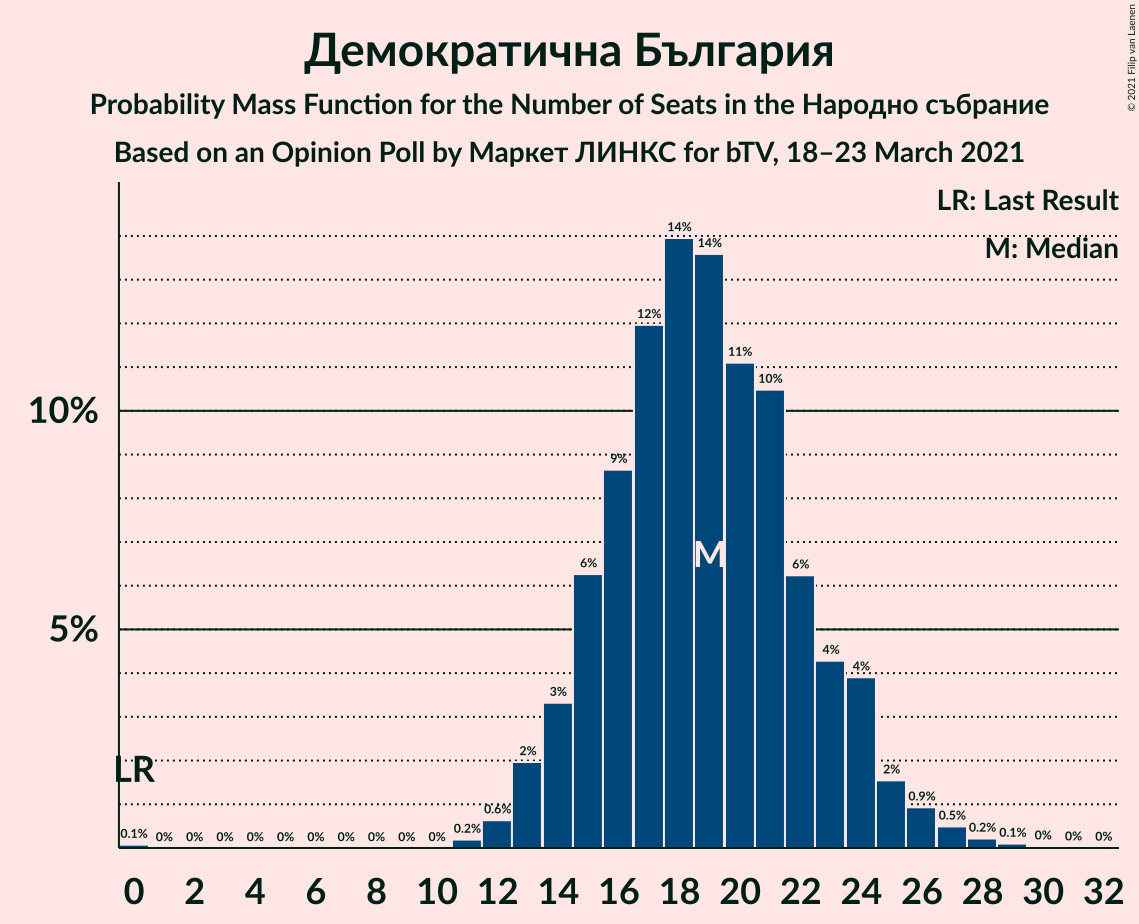 Демократична България
Probability Mass Function for the Number of Seats in the Народно събрание
Based on an Opinion Poll by Маркет ЛИНКС for bTV, 18–23 March 2021
© 2021 Filip van Laenen
LR: Last Result
M: Median
14%
14%
12%
11%
10%
10%
9%
M
6%
6%
5%
4%
4%
3%
2%
2%
LR
0.9%
0.6%
0.5%
0.1% 0% 0% 0% 0% 0% 0% 0% 0% 0% 0% 0.2% 0.2% 0.1% 0% 0% 0%
0 2 4 6 8 10 12 14 16 18 20 22 24 26 28 30 32